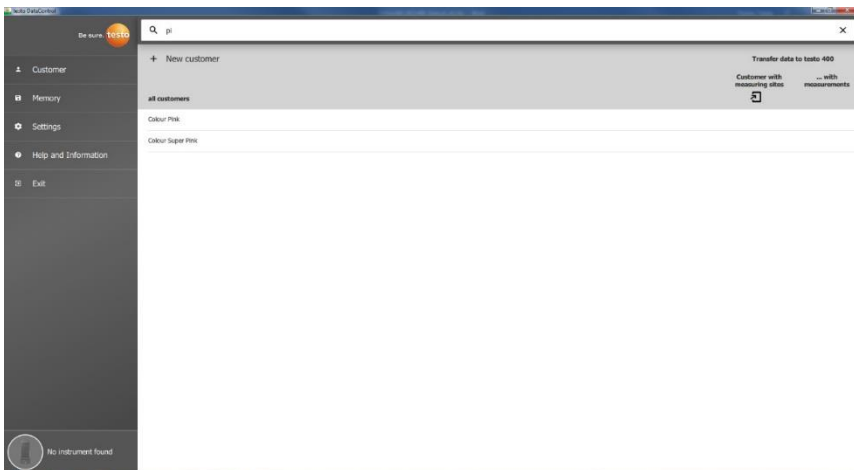 testo DataControl
Be sure. testo
pi
Customer
Memory
Settings
Help and Information
Exit
No instrument found
+ New customer
Transfer data to testo 400
Customer with
measuring sites
... with
measurements
all customers
Colour Pink
Colour Super Pink